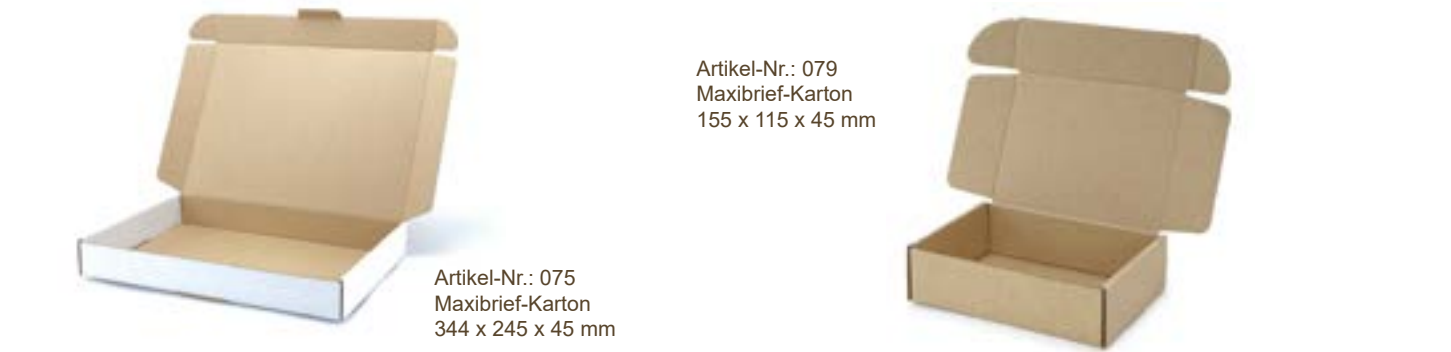 Artikel-Nr.: 079
Maxibrief-Karton
155 x 115 x 45 mm
Artikel-Nr.: 075
Maxibrief-Karton
344 x 245 x 45 mm